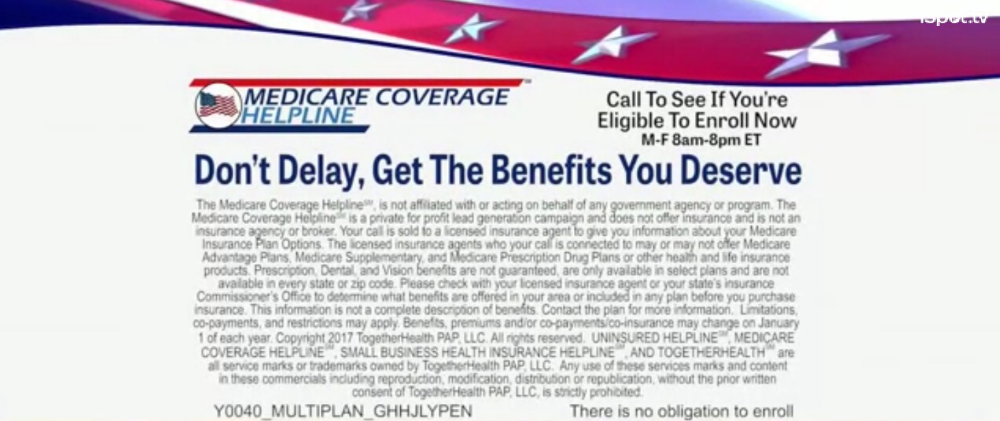 ispot.tv
MEDICARE COVERAGE™
HELPLINE
Call To See If You're
Eligible To Enroll Now
M-F 8am-8pm ET
Don't Delay, Get The Benefits You Deserve
The Medicare Coverage Helpline℠, is not affiliated with or acting on behalf of any government agency or program. The
Medicare Coverage Helpline℠ is a private for profit lead generation campaign and does not offer insurance and is not an
insurance agency or broker. Your call is sold to a licensed insurance agent to give you information about your Medicare
Insurance Plan Options. The licensed insurance agents who your call is connected to may or may not offer Medicare
Advantage Plans, Medicare Supplementary, and Medicare Prescription Drug Plans or other health and life insurance
products. Prescription, Dental, and Vision benefits are not guaranteed, are only available in select plans and are not
available in every state or zip code. Please check with your licensed insurance agent or your state's insurance
Commissioner's Office to determine what benefits are offered in your area or included in any plan before you purchase
insurance. This information is not a complete description of benefits. Contact the plan for more information. Limitations,
co-payments, and restrictions may apply. Benefits, premiums and/or co-payments/co-insurance may change on January
1 of each year. Copyright 2017 TogetherHealth PAP, LLC. All rights reserved. UNINSURED HELPLINE℠, MEDICARE
COVERAGE HELPLINE℠, SMALL BUSINESS HEALTH INSURANCE HELPLINE℠, AND TOGETHERHEALTH℠ are
all service marks or trademarks owned by TogetherHealth PAP, LLC. Any use of these services marks and content
in these commercials including reproduction, modification, distribution or republication, without the prior written
consent of TogetherHealth PAP, LLC, is strictly prohibited.
Y0040_MULTIPLAN_GHHJLYPEN
There is no obligation to enroll